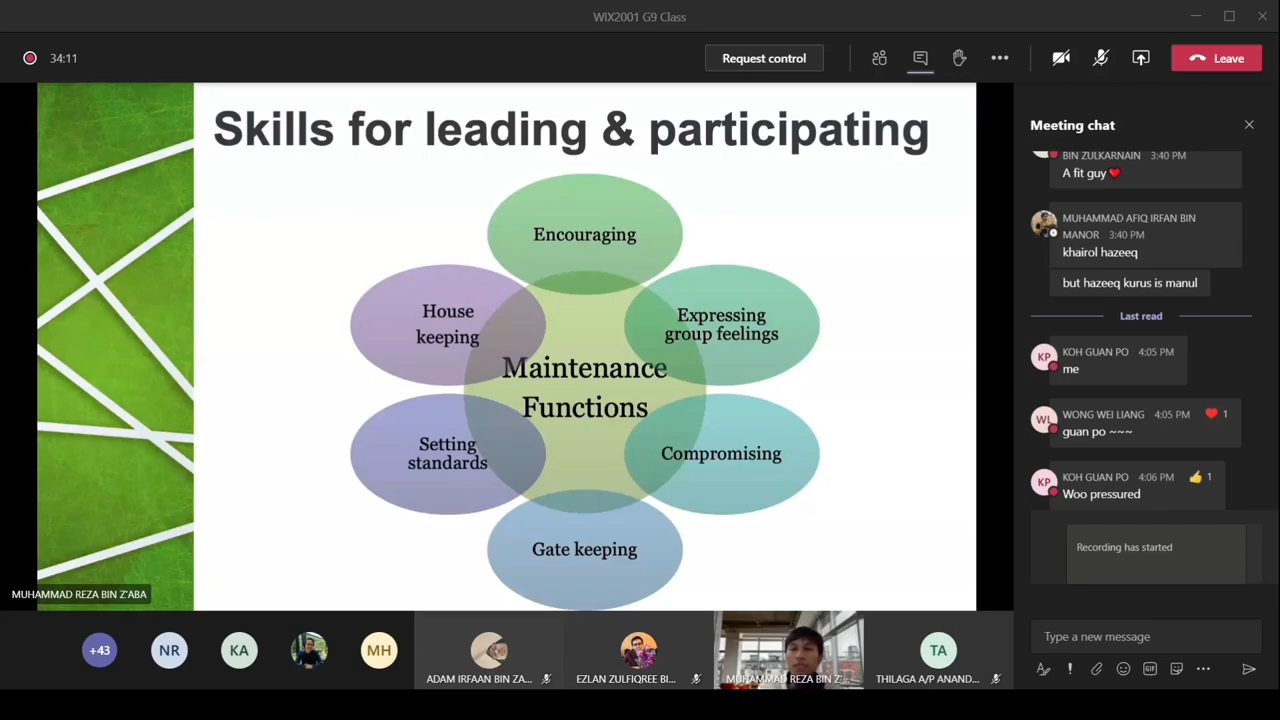 WIX2001 G9 Class
34:11
Request control
Leave
Skills for leading & participating
Encouraging
House
keeping
Expressing
group feelings
Maintenance
Functions
Setting
standards
Compromising
Gate keeping
MUHAMMAD REZA BIN Z'ABA
Meeting chat
BIN ZULKARNAIN 3:40 PM
A fit guy❤️
MUHAMMAD AFIQ IRFAN BIN
MANOR 3:40 PM
khairol hazeeq
but hazeeq kurus is manul
Last read
KP
KOH GUAN PO 4:05 PM
me
WL
WONG WEI LIANG 4:05 PM ❤️ 1
guan po ~~~
KP
KOH GUAN PO 4:06 PM 👍 1
Woo pressured
Recording has started
Type a new message
GIF
+43
NR
KA
MH
ADAM IRFAAN BIN ZA...
EZLAN ZULFIQREE BI...
MUHAMMAD REZA BIN Z'...
TA
THILAGA A/P ANAND...